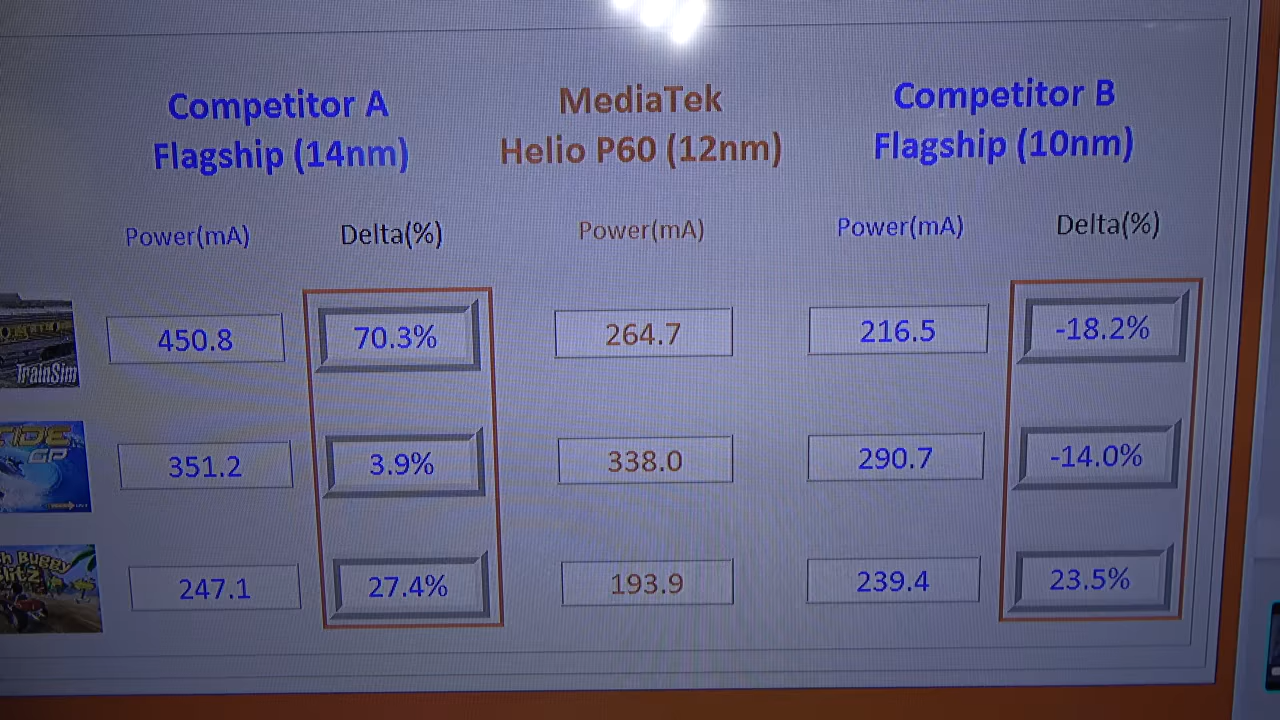 Competitor A
Flagship (14nm)
MediaTek
Helio P60 (12nm)
Competitor B
Flagship (10nm)
Power(mA)
Delta(%)
Power(mA)
Power(mA)
Delta(%)
TrainSim
450.8
70.3%
264.7
216.5
-18.2%
GP
351.2
3.9%
338.0
290.7
-14.0%
Buggy
247.1
27.4%
193.9
239.4
23.5%